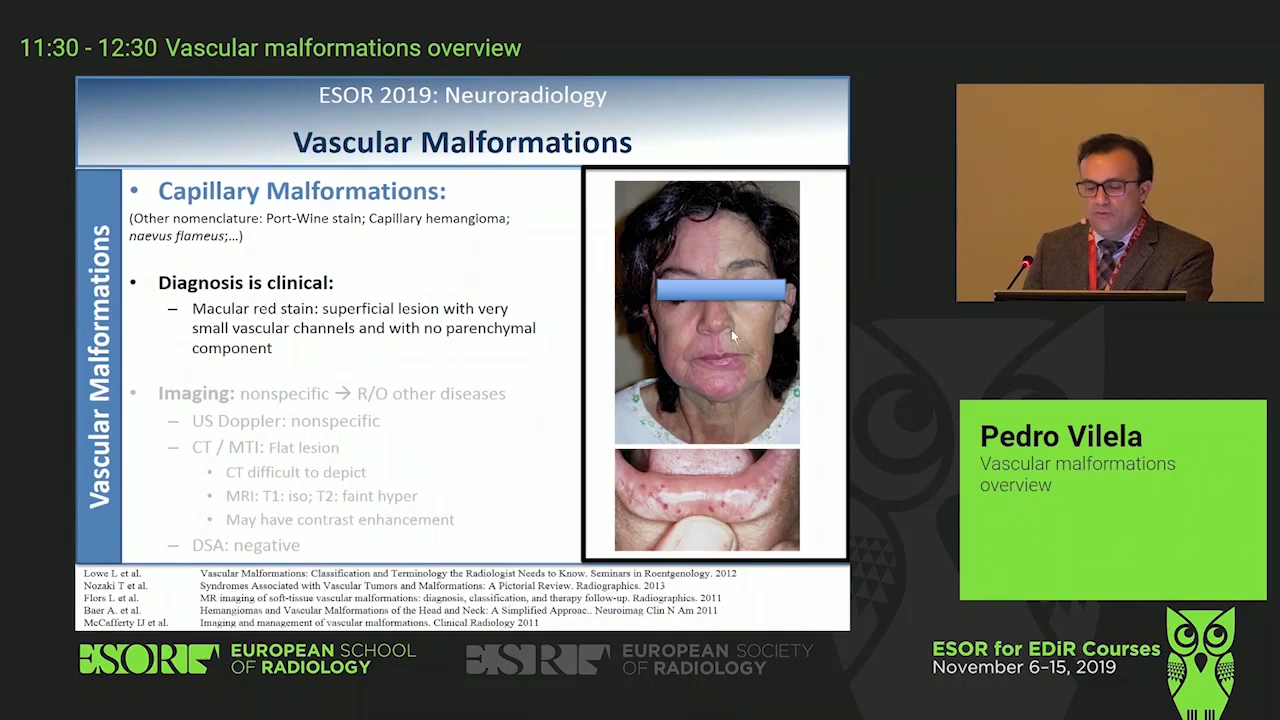 11:30 - 12:30 Vascular malformations overview
ESOR 2019: Neuroradiology
Vascular Malformations
Vascular Malformations
• Capillary Malformations:
(Other nomenclature: Port-Wine stain; Capillary hemangioma;
naevus flameus;...)
• Diagnosis is clinical:
– Macular red stain: superficial lesion with very
small vascular channels and with no parenchymal
component
• Imaging: nonspecific → R/O other diseases
– US Doppler: nonspecific
– CT / MTI: Flat lesion
• CT difficult to depict
• MRI: T1: iso; T2: faint hyper
• May have contrast enhancement
– DSA: negative
Lowe L et al. Vascular Malformations: Classification and Terminology the Radiologist Needs to Know. Seminars in Roentgenology. 2012
Nozaki T et al. Syndromes Associated with Vascular Tumors and Malformations: A Pictorial Review. Radiographics. 2013
Flors L et al. MR imaging of soft-tissue vascular malformations: diagnosis, classification, and therapy follow-up. Radiographics. 2011
Baer A. et al. Hemangiomas and Vascular Malformations of the Head and Neck: A Simplified Approac.. Neuroimag Clin N Am 2011
McCafferty IJ et al. Imaging and management of vascular malformations. Clinical Radiology 2011
Pedro Vilela
Vascular malformations
overview
ESOR EUROPEAN SCHOOL
OF RADIOLOGY
ESR EUROPEAN SOCIETY
OF RADIOLOGY
ESOR for EDiR Courses
November 6–15, 2019